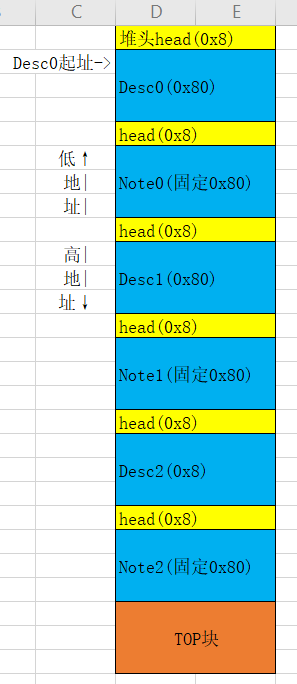 C D E
堆头head(0x8)
Desc0起址->
Desc0(0x80)
head(0x8)
低↑
地|
址|
Note0(固定0x80)
head(0x8)
高|
地|
址↓
Desc1(0x80)
head(0x8)
Note1(固定0x80)
head(0x8)
Desc2(0x8)
head(0x8)
Note2(固定0x80)
TOP块